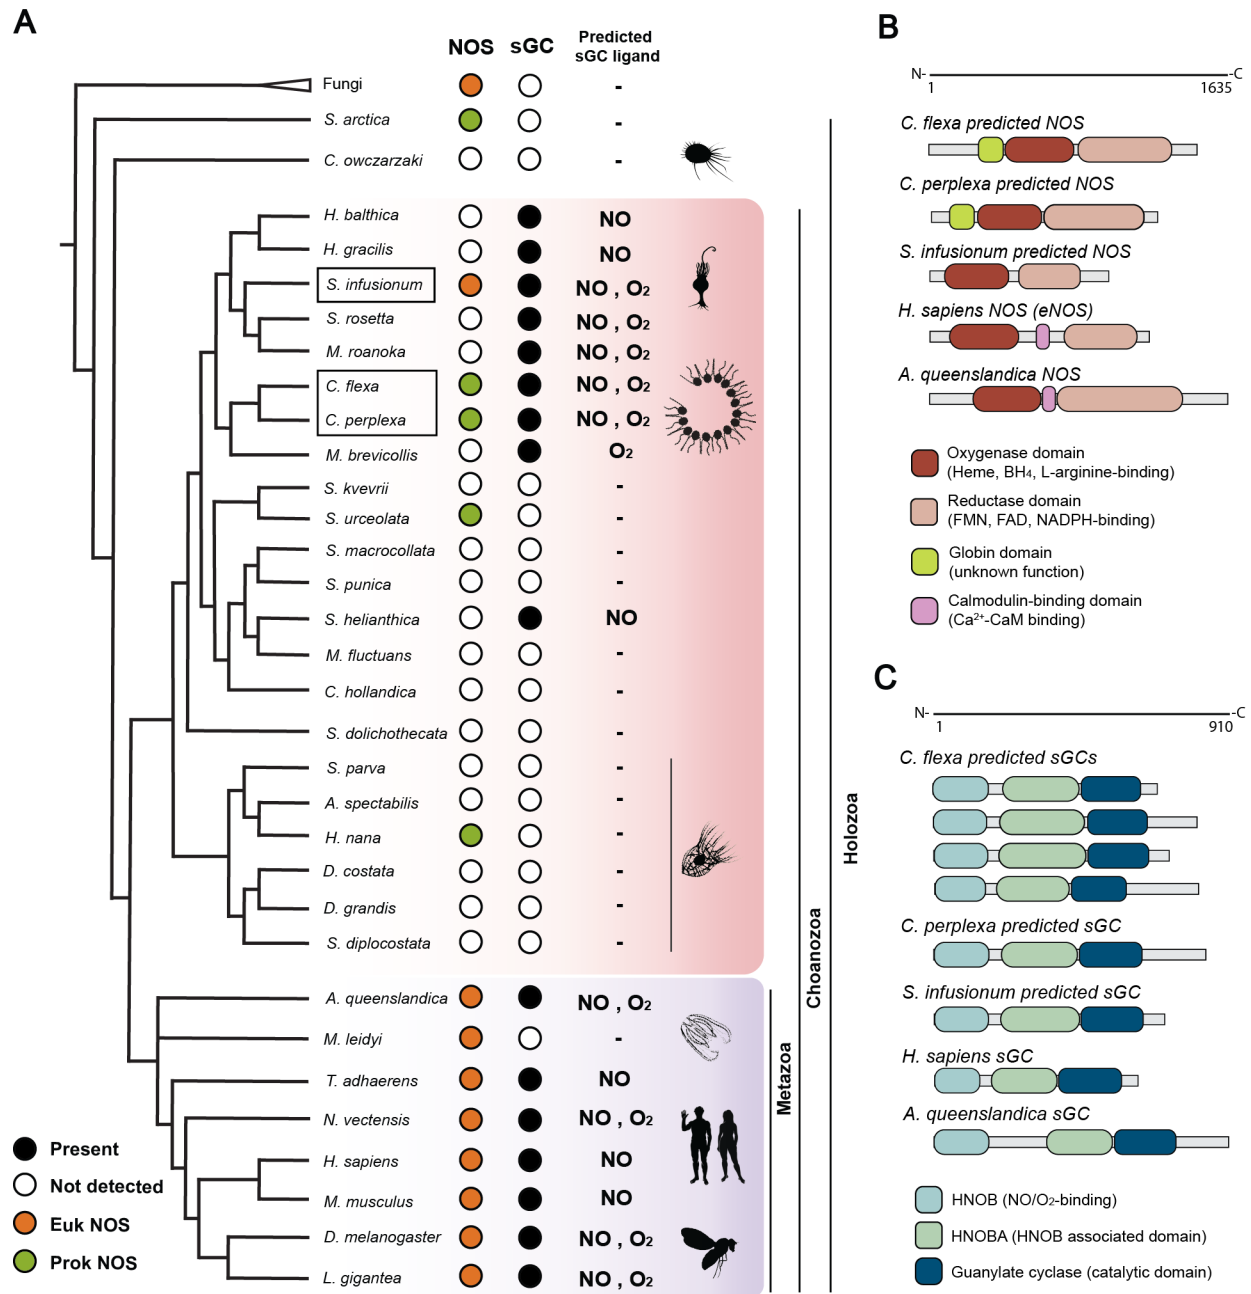 A
NOS sGC Predicted
sGC ligand
Fungi -
S. arctica -
C. owczarzaki -
H. balthica NO
H. gracilis NO
S. infusionum NO , O2
S. rosetta NO , O2
M. roanoka NO , O2
C. flexa NO , O2
C. perplexa NO , O2
M. brevicollis O2
S. kvevrii -
S. urceolata -
S. macrocollata -
S. punica -
S. helianthica NO
M. fluctuans -
C. hollandica -
S. dolichothecata -
S. parva -
A. spectabilis -
H. nana -
D. costata -
D. grandis -
S. diplocostata -
A. queenslandica NO , O2
M. leidyi -
T. adhaerens NO
N. vectensis NO , O2
H. sapiens NO
M. musculus NO
D. melanogaster NO , O2
L. gigantea NO , O2
Metazoa
Choanozoa
Holozoa
Present
Not detected
Euk NOS
Prok NOS
B
N- -C
1 1635
C. flexa predicted NOS
C. perplexa predicted NOS
S. infusionum predicted NOS
H. sapiens NOS (eNOS)
A. queenslandica NOS
Oxygenase domain
(Heme, BH4, L-arginine-binding)
Reductase domain
(FMN, FAD, NADPH-binding)
Globin domain
(unknown function)
Calmodulin-binding domain
(Ca2+-CaM binding)
C
N- -C
1 910
C. flexa predicted sGCs
C. perplexa predicted sGC
S. infusionum predicted sGC
H. sapiens sGC
A. queenslandica sGC
HNOB (NO/O2-binding)
HNOBA (HNOB associated domain)
Guanylate cyclase (catalytic domain)